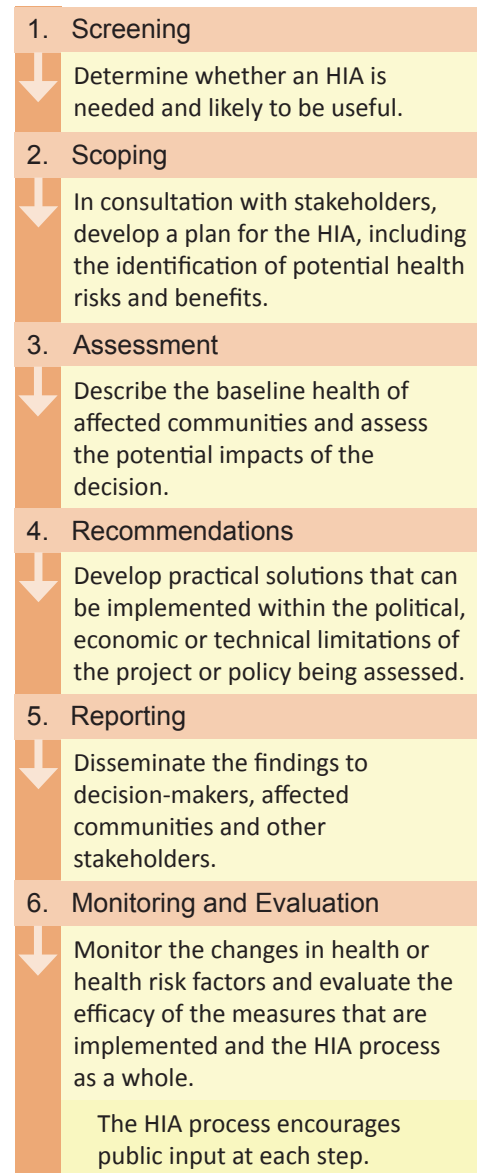 1. Screening
Determine whether an HIA is
needed and likely to be useful.
2. Scoping
In consultation with stakeholders,
develop a plan for the HIA, including
the identification of potential health
risks and benefits.
3. Assessment
Describe the baseline health of
affected communities and assess
the potential impacts of the
decision.
4. Recommendations
Develop practical solutions that can
be implemented within the political,
economic or technical limitations of
the project or policy being assessed.
5. Reporting
Disseminate the findings to
decision-makers, affected
communities and other
stakeholders.
6. Monitoring and Evaluation
Monitor the changes in health or
health risk factors and evaluate the
efficacy of the measures that are
implemented and the HIA process
as a whole.
The HIA process encourages
public input at each step.